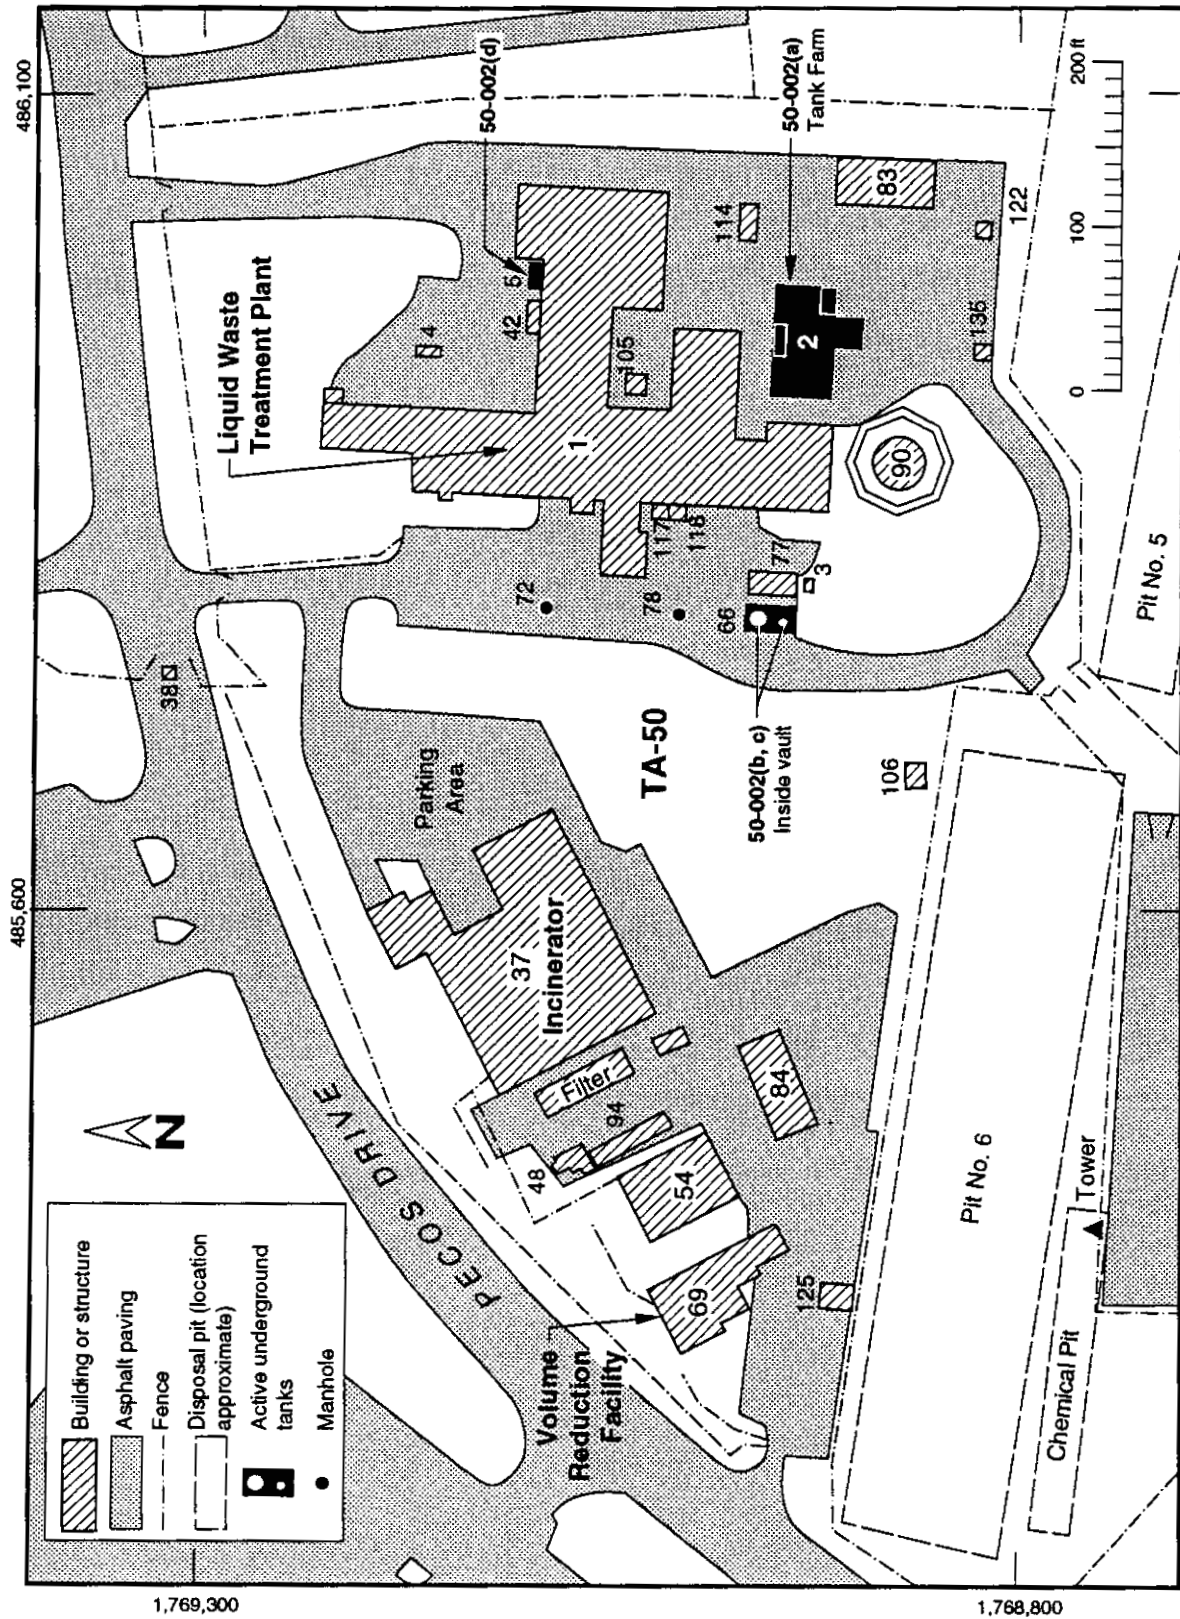 485,600
486,100
1,769,300
1,768,800
Building or structure
Asphalt paving
Fence
Disposal pit (location
approximate)
Active underground
tanks
Manhole
N
PECOS DRIVE
38
Liquid Waste
Treatment Plant
50-002(d)
4
42
5
1
105
114
50-002(a)
Tank Farm
2
83
122
135
90
72
78
117
118
66
77
3
50-002(b, c)
Inside vault
TA-50
Parking
Area
37
Incinerator
Filter
94
48
54
84
69
Volume
Reduction
Facility
125
106
Pit No. 6
Pit No. 5
Chemical Pit
Tower
0
100
200 ft